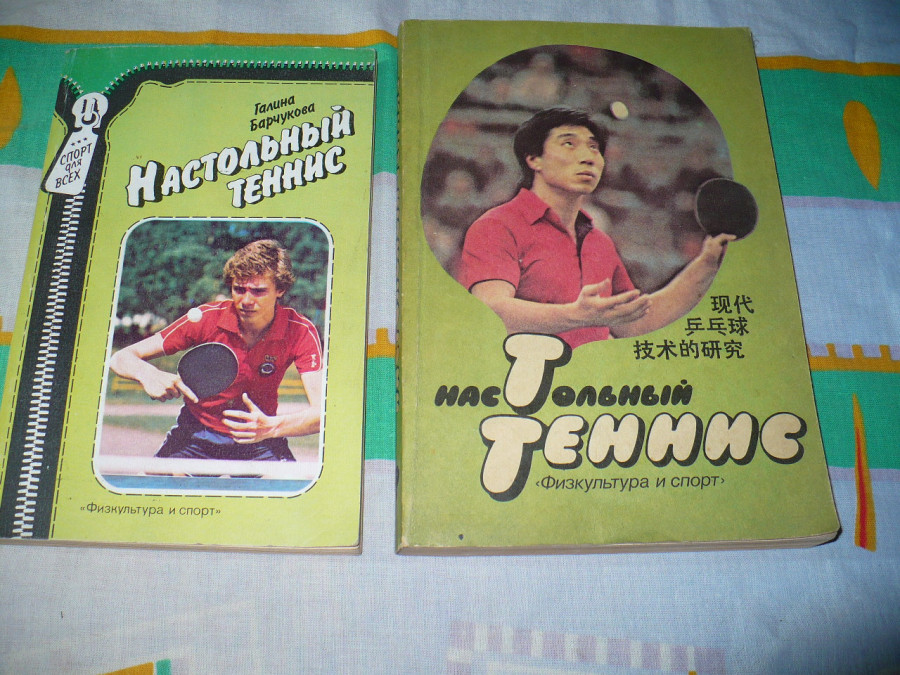 СПОРТ
ДЛЯ
ВСЕХ
Галина
Барчукова
НАСТОЛЬНЫЙ
ТЕННИС
«Физкультура и спорт»
现代
乒乓球
技术的研究
НАСТОЛЬНЫЙ
ТЕННИС
‹Физкультура и спорт›